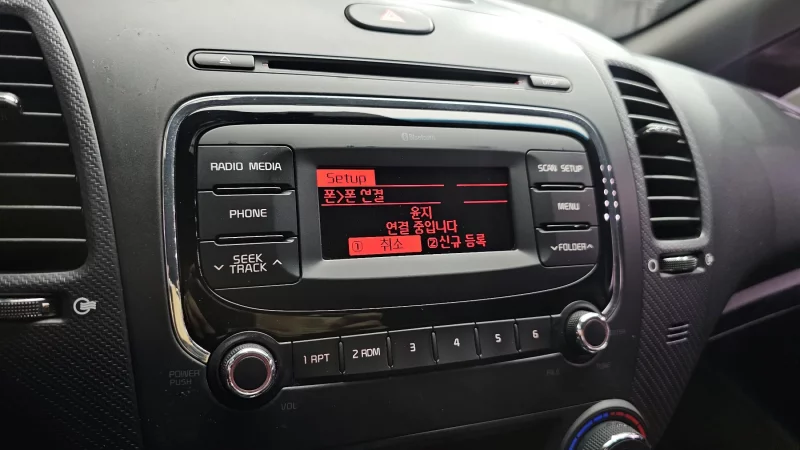 RADIO MEDIA
PHONE
SEEK
TRACK
Setup
폰>폰 연결
윤지
연결 중입니다
① 취소 ②신규 등록
SCAN SETUP
MENU
FOLDER
1 RPT
2 RDM
3
4
5
6
POWER
PUSH
VOL